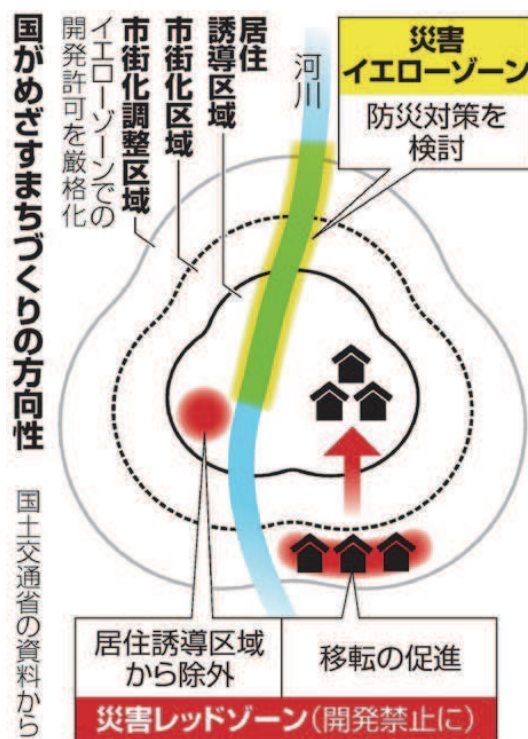 国がめざすまちづくりの方向性
国土交通省の資料から
居住
誘導区域
市街化区域
市街化調整区域
イエローゾーンでの
開発許可を厳格化
河川
災害
イエローゾーン
防災対策を
検討
居住誘導区域
から除外
移転の促進
災害レッドゾーン(開発禁止に)